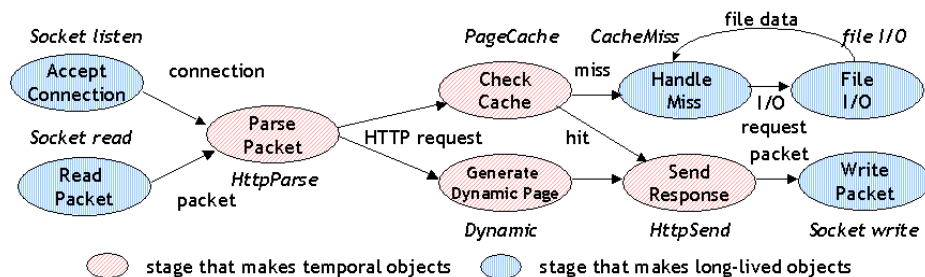 file data
Socket listen
PageCache
CacheMiss
file I/O
Accept
Connection
connection
Check
Cache
miss
Handle
Miss
I/O
request
File
I/O
Socket read
Parse
Packet
HTTP request
hit
packet
Read
Packet
packet
HttpParse
Generate
Dynamic Page
Send
Response
Write
Packet
Dynamic
HttpSend
Socket write
stage that makes temporal objects
stage that makes long-lived objects